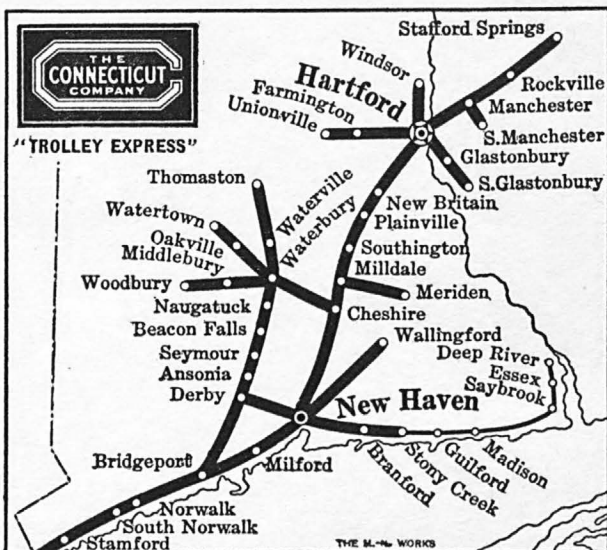 THE
CONNECTICUT
COMPANY
"TROLLEY EXPRESS"
Stafford Springs
Windsor
Hartford
Rockville
Farmington
Unionville
Manchester
S.Manchester
Glastonbury
S.Glastonbury
Thomaston
Waterville
Waterbury
Watertown
Oakville
Middlebury
Woodbury
New Britain
Plainville
Southington
Milldale
Meriden
Cheshire
Naugatuck
Beacon Falls
Seymour
Ansonia
Derby
Wallingford
Deep River
Essex
Saybrook
New Haven
Bridgeport
Milford
Branford
Stony Creek
Guilford
Madison
Norwalk
South Norwalk
Stamford
THE WORKS